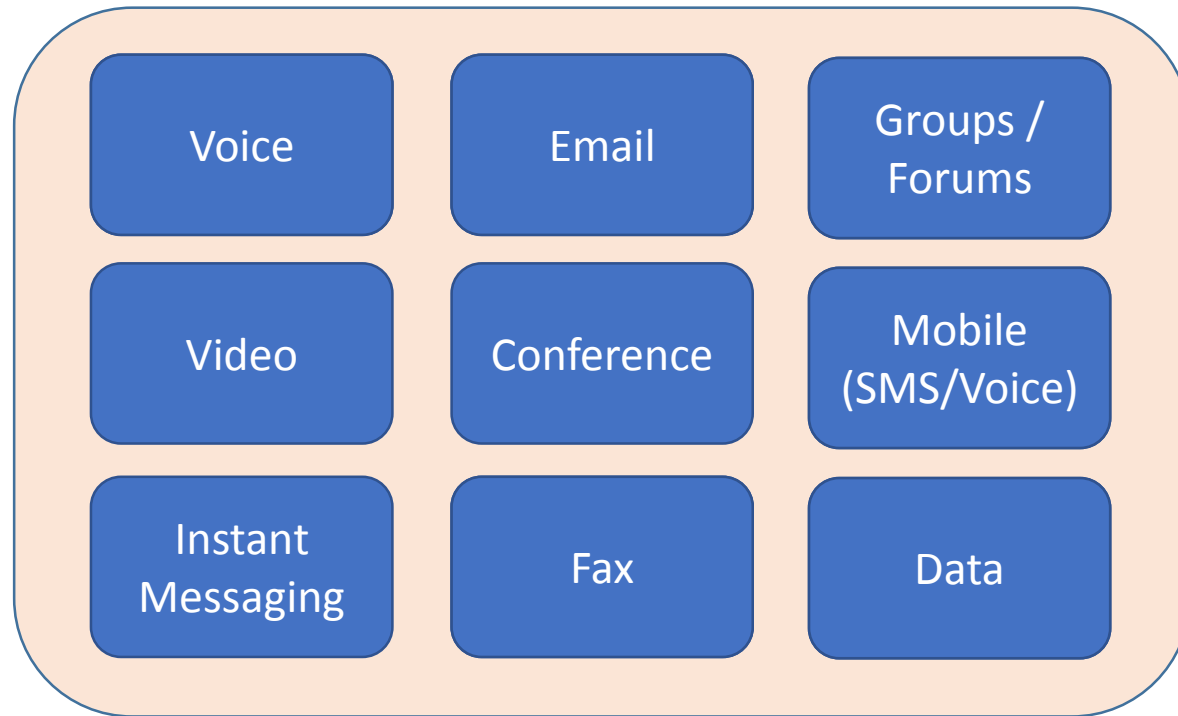 Voice
Email
Groups /
Forums
Video
Conference
Mobile
(SMS/Voice)
Instant
Messaging
Fax
Data